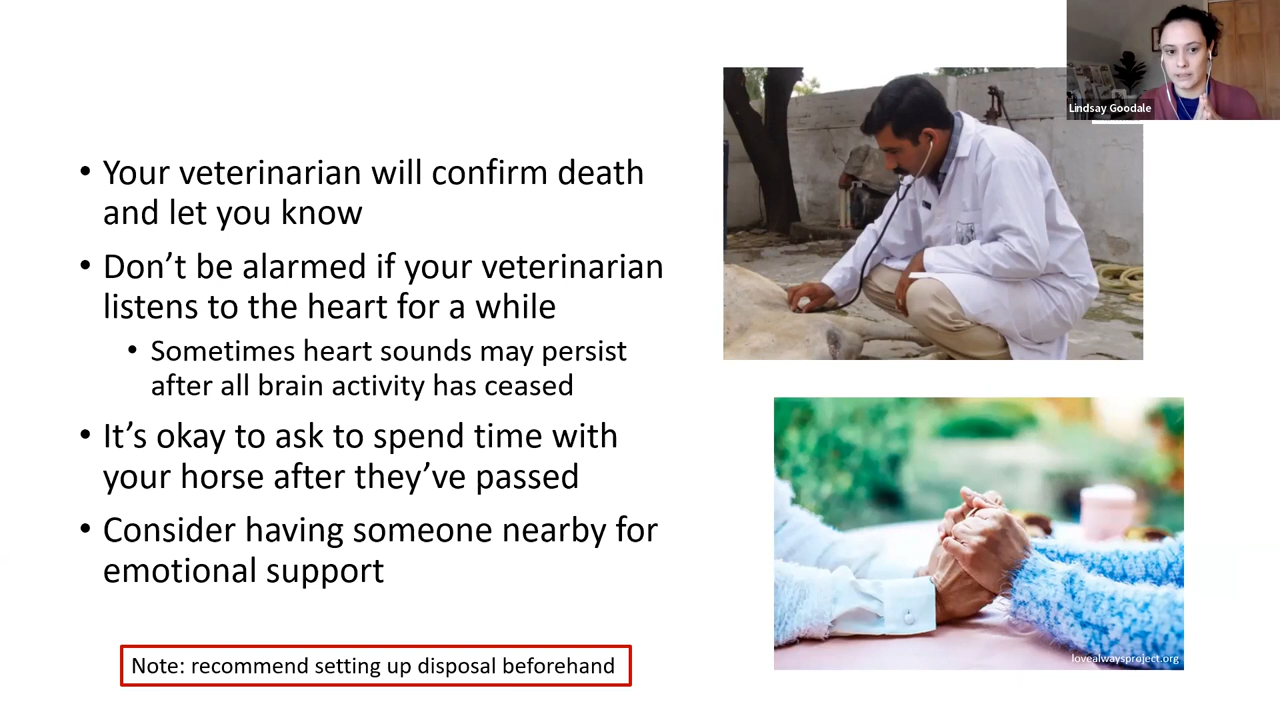 Lindsay Goodale
• Your veterinarian will confirm death
and let you know
• Don’t be alarmed if your veterinarian
listens to the heart for a while
• Sometimes heart sounds may persist
after all brain activity has ceased
• It’s okay to ask to spend time with
your horse after they’ve passed
• Consider having someone nearby for
emotional support
Note: recommend setting up disposal beforehand
lovealwaysproject.org